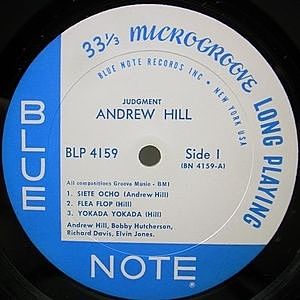 33 1/3 MICROGROOVE LONG PLAYING
BLUE NOTE RECORDS INC • NEW YORK USA
JUDGMENT
ANDREW HILL
BLP 4159 Side 1
(BN 4159-A)
All compositions Groove Music - BMI
1. SIETE OCHO (Andrew Hill)
2. FLEA FLOP (Hill)
3. YOKADA YOKADA (Hill)
Andrew Hill, Bobby Hutcherson,
Richard Davis, Elvin Jones.
BLUE
NOTE ®